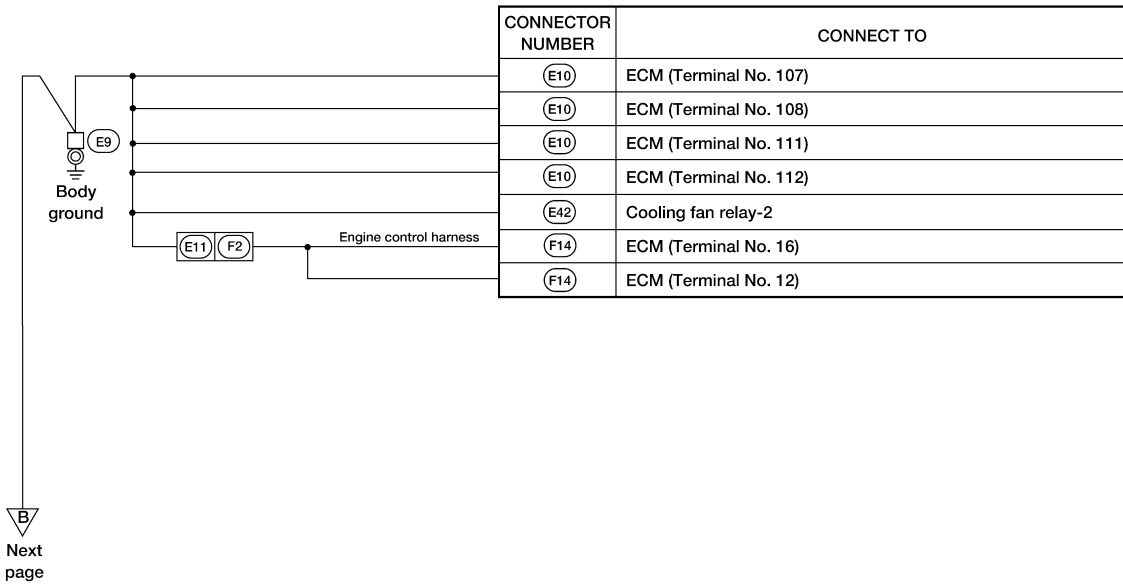 CONNECTOR
NUMBER
CONNECT TO
E10 ECM (Terminal No. 107)
E10 ECM (Terminal No. 108)
E9
E10 ECM (Terminal No. 111)
E10 ECM (Terminal No. 112)
Body
ground
E42 Cooling fan relay-2
E11 F2 Engine control harness F14 ECM (Terminal No. 16)
F14 ECM (Terminal No. 12)
B
Next
page